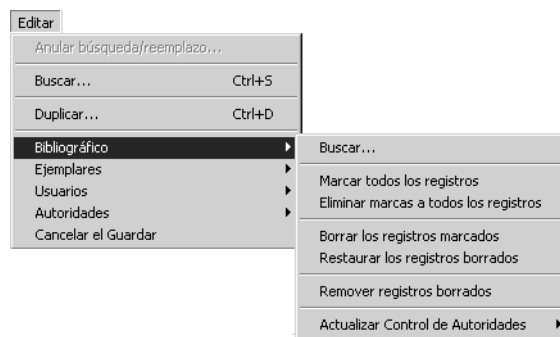 Editar
Anular búsqueda/reemplazo...
Buscar... Ctrl+S
Duplicar... Ctrl+D
Bibliográfico
Ejemplares
Usuarios
Autoridades
Cancelar el Guardar
Buscar...
Marcar todos los registros
Eliminar marcas a todos los registros
Borrar los registros marcados
Restaurar los registros borrados
Remover registros borrados
Actualizar Control de Autoridades